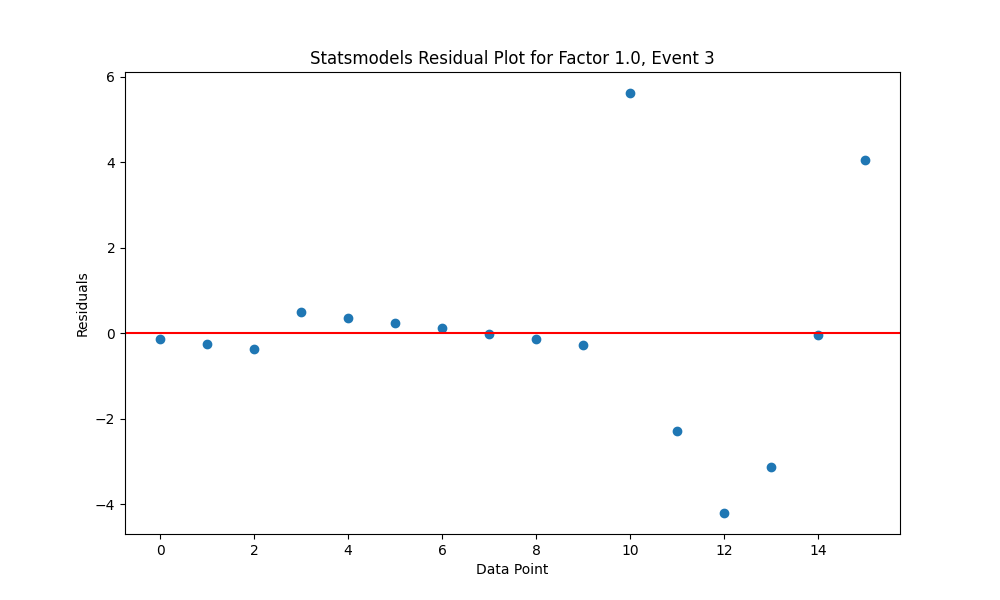 Statsmodels Residual Plot for Factor 1.0, Event 3
6
4
2
0
−2
−4
Residuals
0 2 4 6 8 10 12 14
Data Point